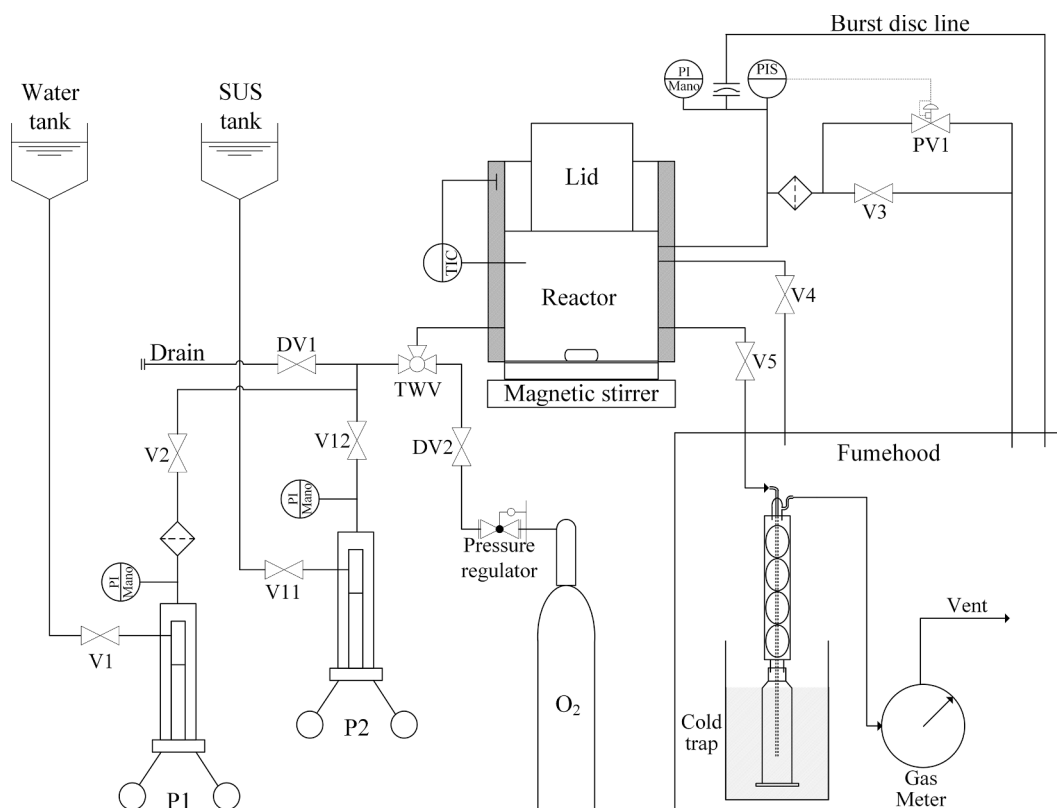 Burst disc line
Water
tank
SUS
tank
PI
Mano
PIS
PV1
Lid
V3
TIC
Reactor
V4
Drain
DV1
TWV
V5
Magnetic stirrer
V2
V12
DV2
Fumehood
PI
Mano
Pressure
regulator
PI
Mano
V11
Vent
V1
O₂
P2
Cold
trap
P1
Gas
Meter